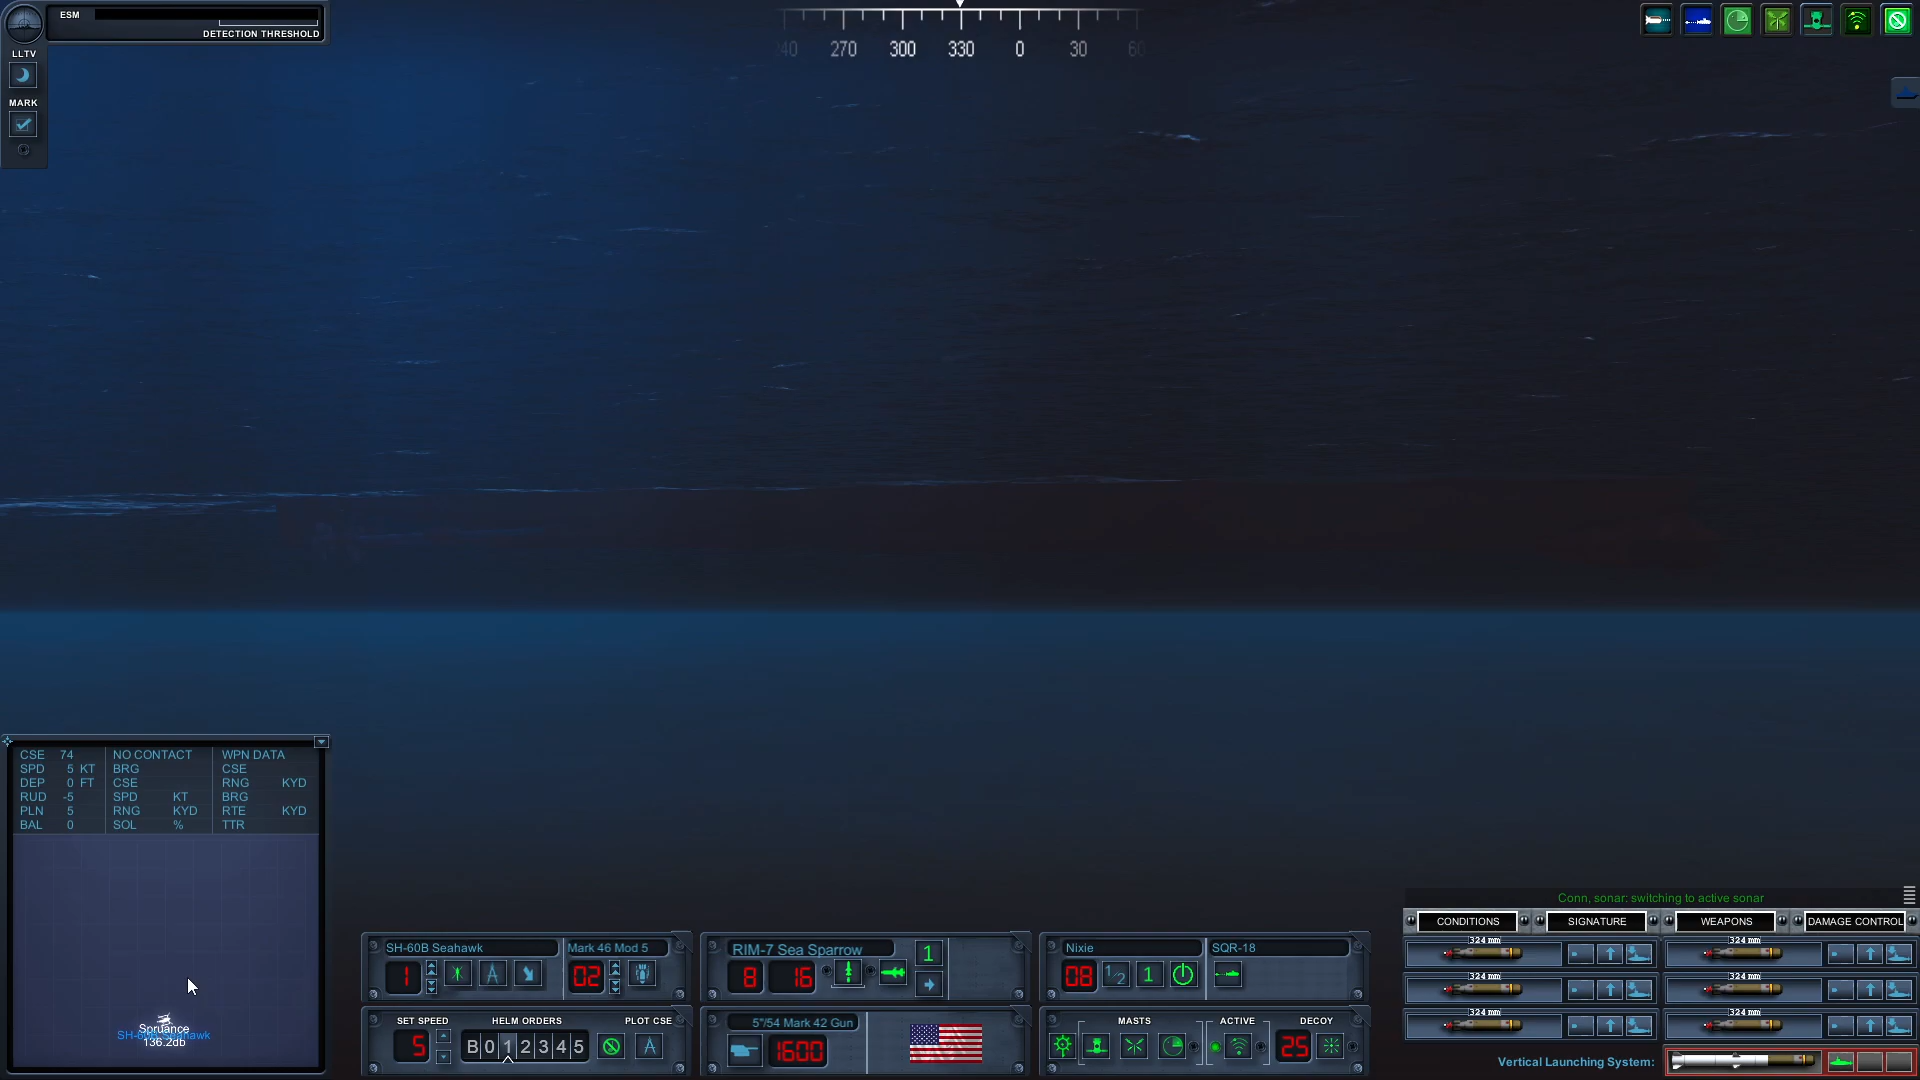 ESM
DETECTION THRESHOLD
LLTV
MARK
270 300 330 0 30 60
CSE 74 NO CONTACT WPN DATA
SPD 5 KT BRG CSE
DEP 0 FT CSE RNG KYD
RUD -5 SPD KT BRG
PLN 5 RNG KYD RTE KYD
BAL 0 SOL % TTR
Spruance
SH-60B Seahawk
136.2db
SH-60B Seahawk Mark 46 Mod 5
1 02
SET SPEED HELM ORDERS PLOT CSE
5 B 0 1 2 3 4 5
RIM-7 Sea Sparrow 1
8 16
5"/54 Mark 42 Gun
1600
Nixie SQR-18
08 1/2 1
MASTS ACTIVE DECOY
25
Conn, sonar: switching to active sonar
CONDITIONS SIGNATURE WEAPONS DAMAGE CONTROL
324 mm 324 mm
324 mm 324 mm
324 mm 324 mm
Vertical Launching System: